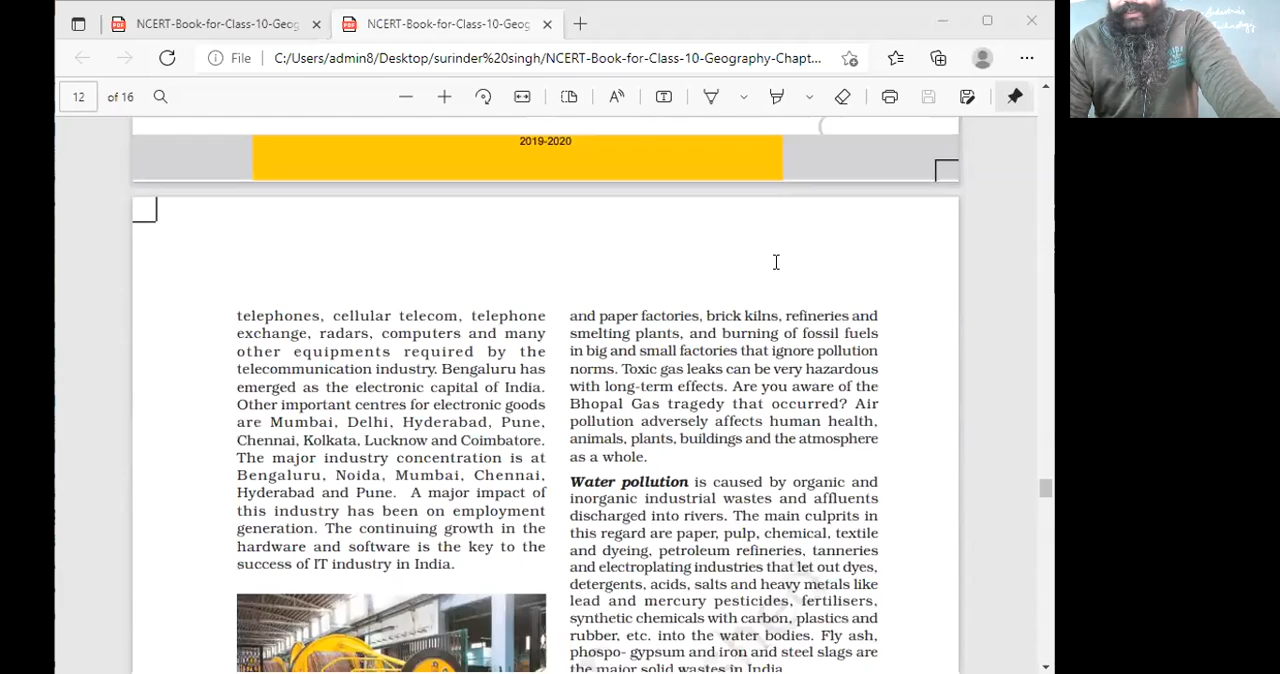 NCERT-Book-for-Class-10-Geog
NCERT-Book-for-Class-10-Geog
File
C:/Users/admin8/Desktop/surinder%20singh/NCERT-Book-for-Class-10-Geography-Chapt...
12 of 16
2019-2020
telephones, cellular telecom, telephone
exchange, radars, computers and many
other equipments required by the
telecommunication industry. Bengaluru has
emerged as the electronic capital of India.
Other important centres for electronic goods
are Mumbai, Delhi, Hyderabad, Pune,
Chennai, Kolkata, Lucknow and Coimbatore.
The major industry concentration is at
Bengaluru, Noida, Mumbai, Chennai,
Hyderabad and Pune. A major impact of
this industry has been on employment
generation. The continuing growth in the
hardware and software is the key to the
success of IT industry in India.
and paper factories, brick kilns, refineries and
smelting plants, and burning of fossil fuels
in big and small factories that ignore pollution
norms. Toxic gas leaks can be very hazardous
with long-term effects. Are you aware of the
Bhopal Gas tragedy that occurred? Air
pollution adversely affects human health,
animals, plants, buildings and the atmosphere
as a whole.
Water pollution is caused by organic and
inorganic industrial wastes and affluents
discharged into rivers. The main culprits in
this regard are paper, pulp, chemical, textile
and dyeing, petroleum refineries, tanneries
and electroplating industries that let out dyes,
detergents, acids, salts and heavy metals like
lead and mercury pesticides, fertilisers,
synthetic chemicals with carbon, plastics and
rubber, etc. into the water bodies. Fly ash,
phospo- gypsum and iron and steel slags are
the major solid wastes in India.